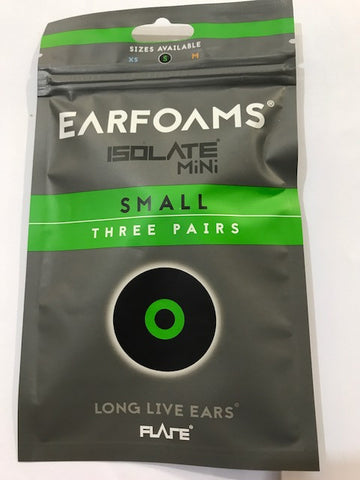 SIZES AVAILABLE
XS S M
EARFOAMS®
ISOLATE®
MiNi
SMALL
THREE PAIRS
LONG LIVE EARS®
FLARE®